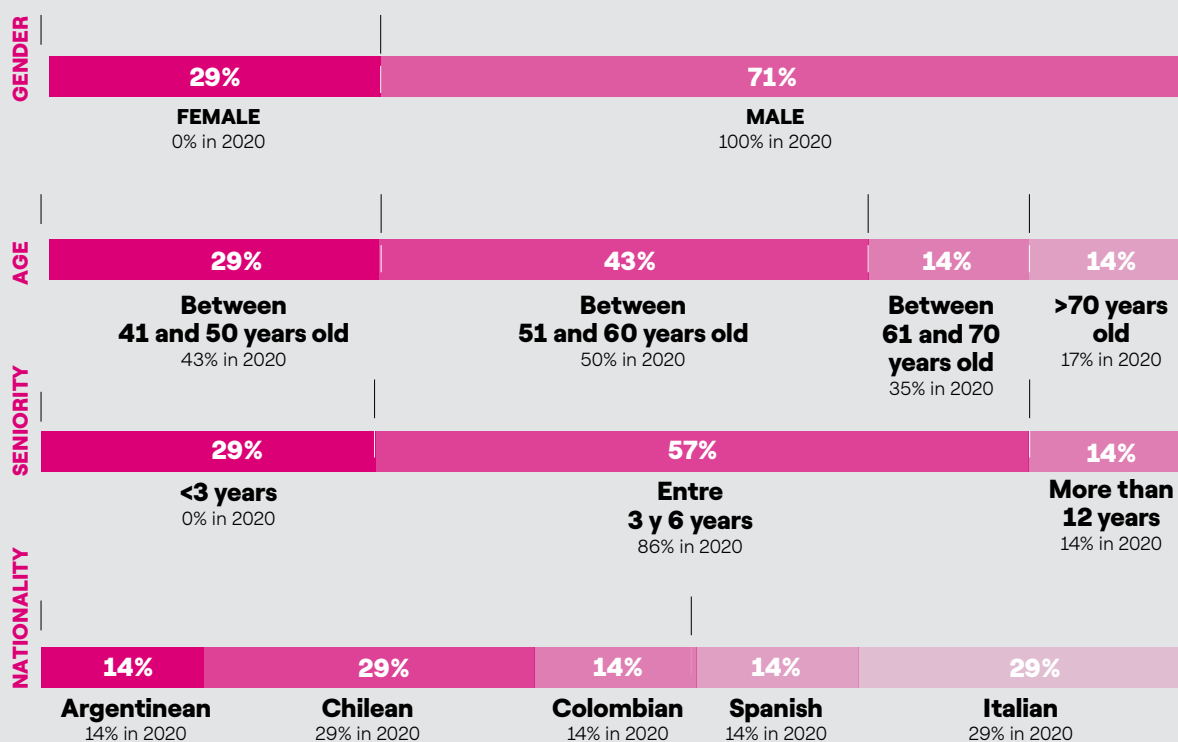 GENDER
29%
71%
FEMALE
0% in 2020
MALE
100% in 2020
AGE
29%
43%
14%
14%
Between
41 and 50 years old
43% in 2020
Between
51 and 60 years old
50% in 2020
Between
61 and 70
years old
35% in 2020
>70 years
old
17% in 2020
SENIORITY
29%
57%
14%
<3 years
0% in 2020
Entre
3 y 6 years
86% in 2020
More than
12 years
14% in 2020
NATIONALITY
14%
29%
14%
14%
29%
Argentinean
14% in 2020
Chilean
29% in 2020
Colombian
14% in 2020
Spanish
14% in 2020
Italian
29% in 2020